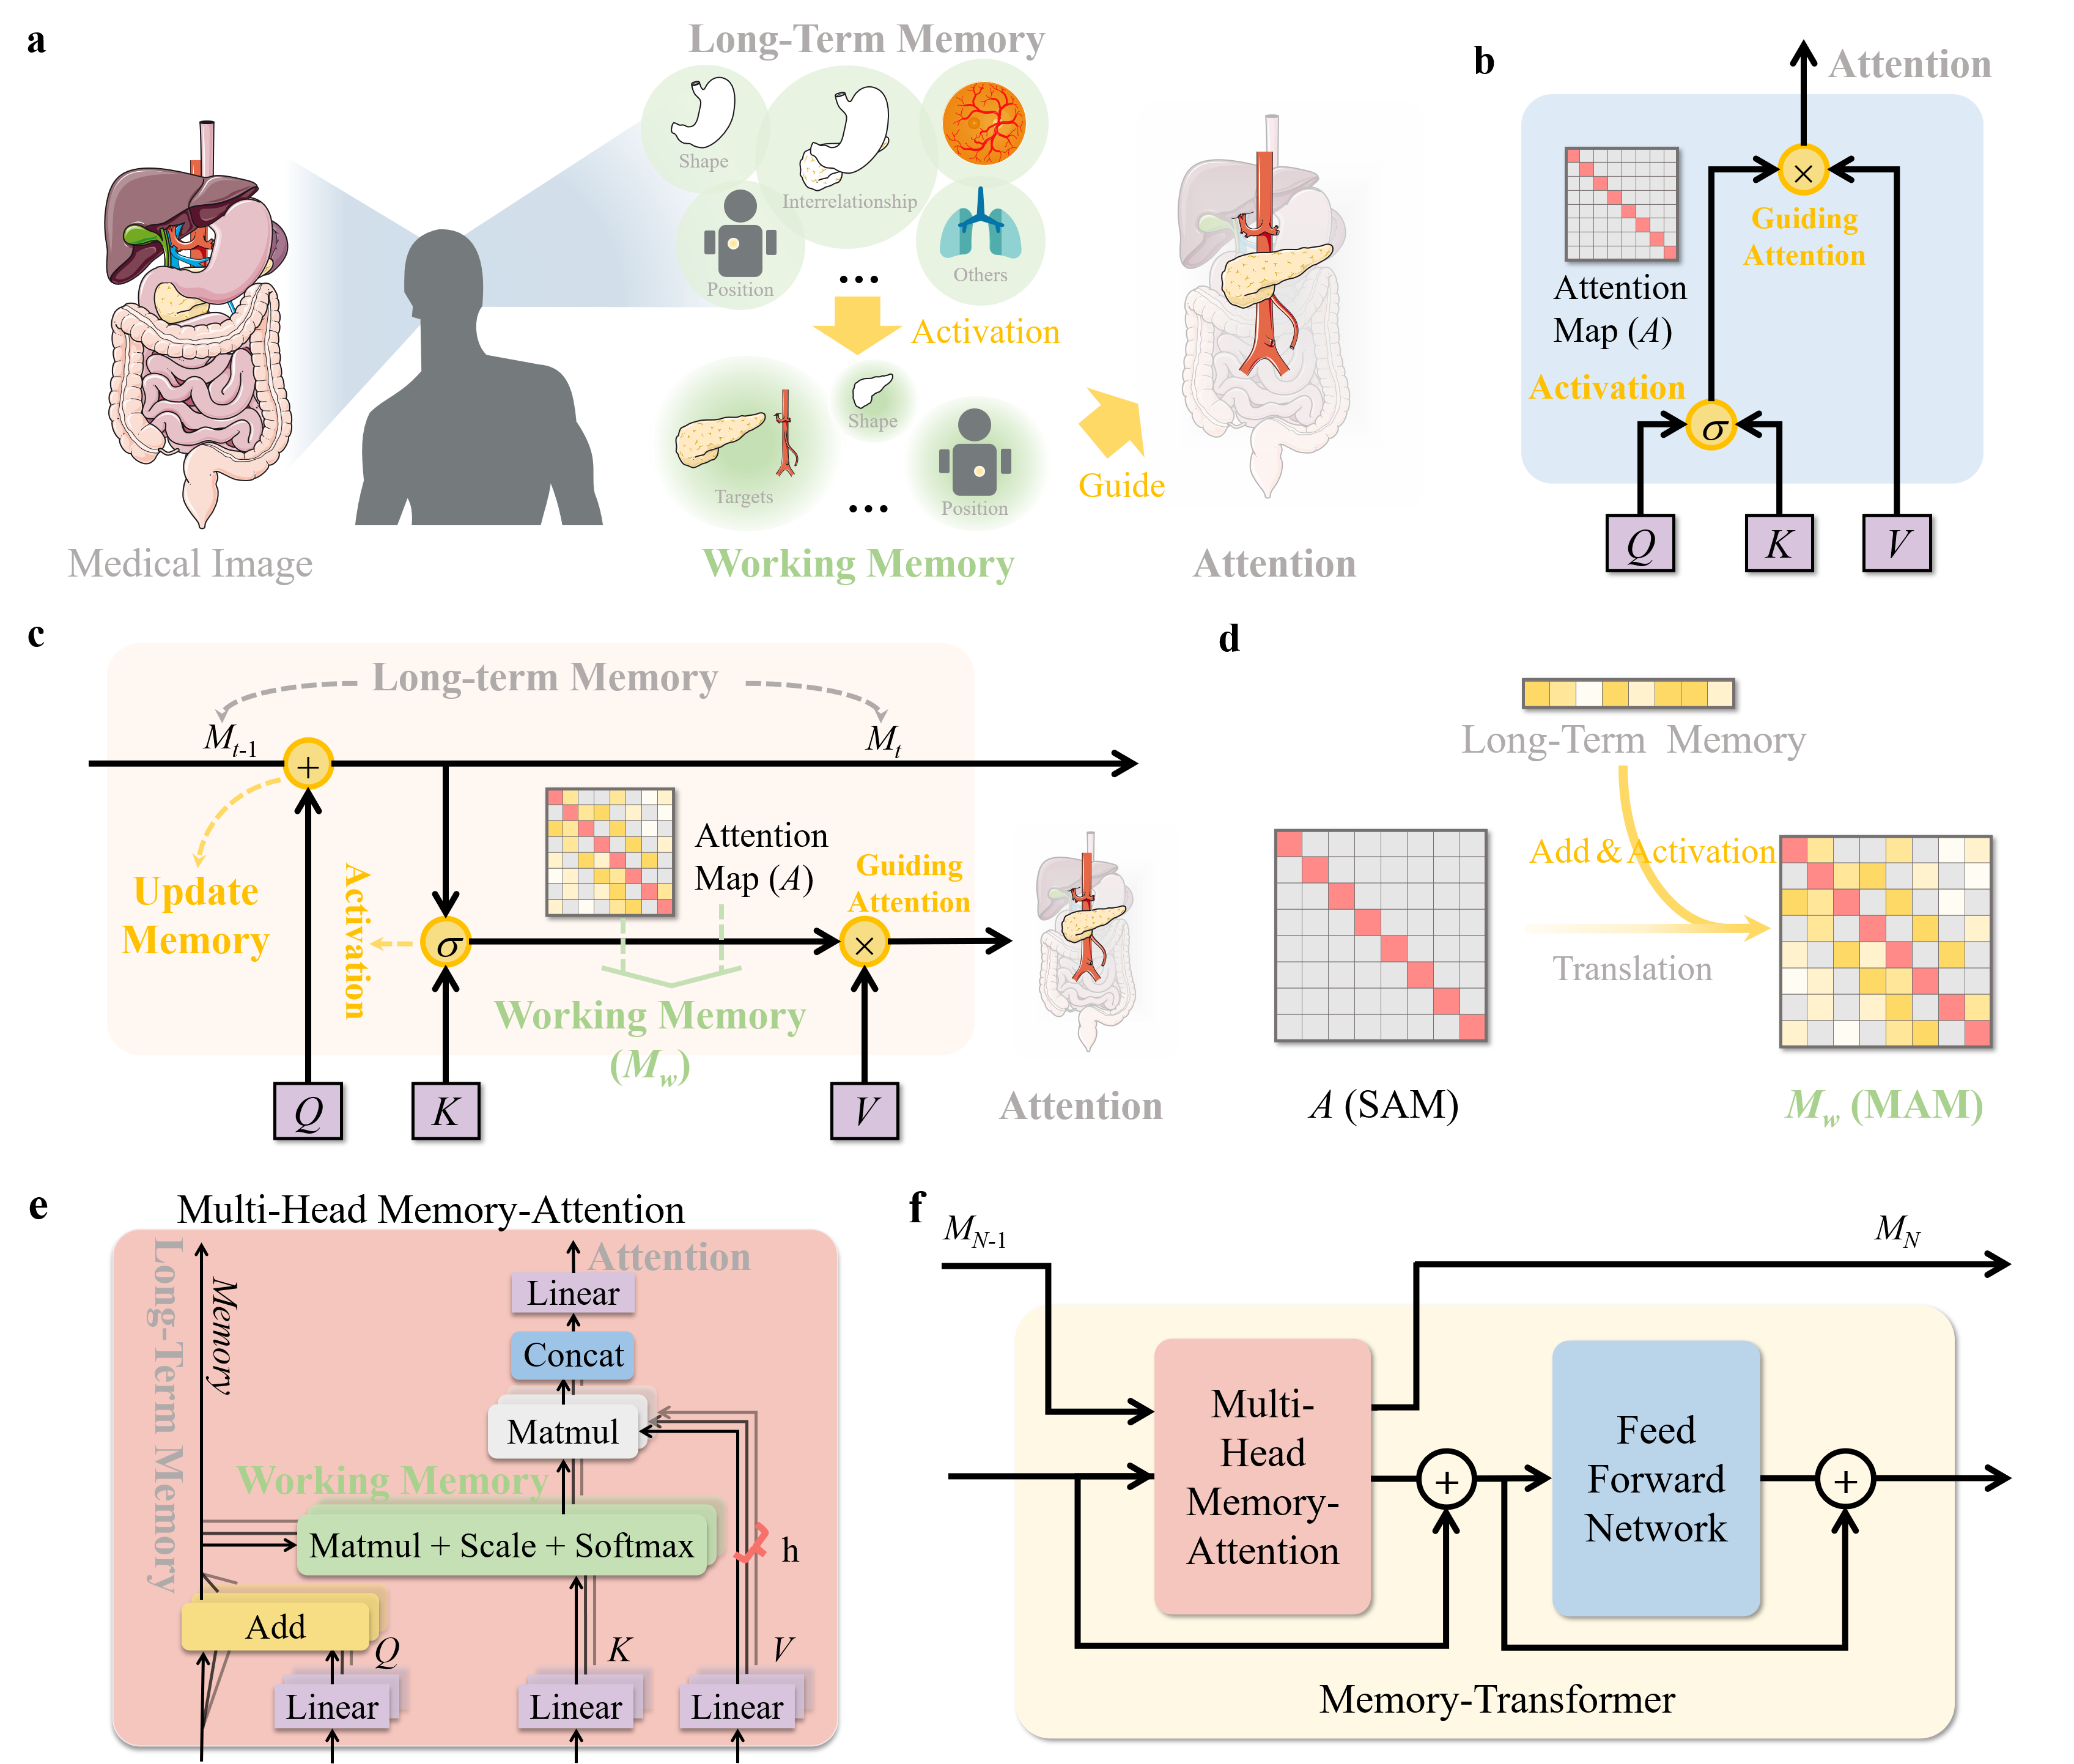 a
Long-Term Memory
Shape
Interrelationship
Position
Others
...
Activation
Shape
Targets
...
Position
Guide
Medical Image
Working Memory
Attention
b
Attention
×
Guiding
Attention
Attention
Map (A)
Activation
σ
Q
K
V
c
Long-term Memory
M_{t-1}
M_t
+
Update
Memory
Activation
σ
Attention
Map (A)
Guiding
Attention
×
Working Memory
(M_w)
Q
K
V
Attention
d
Long-Term Memory
Add & Activation
Translation
A (SAM)
M_w (MAM)
e
Multi-Head Memory-Attention
Long-Term Memory
Memory
Attention
Linear
Concat
Matmul
Working Memory
Matmul + Scale + Softmax
h
Add
Q
K
V
Linear
Linear
Linear
f
M_{N-1}
M_N
Multi-
Head
Memory-
Attention
+
Feed
Forward
Network
+
Memory-Transformer